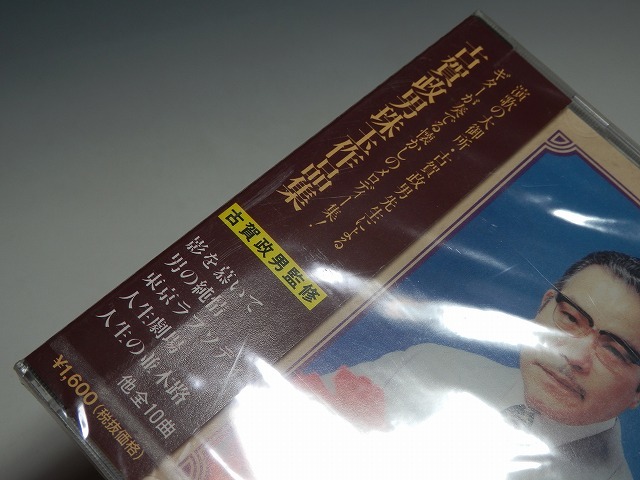 演歌の大御所・古賀政男先生による
ギターが奏でる懐かしのメロディー集!
古賀政男珠玉作品集
古賀政男監修
影を慕いて
男の純情
東京ラプソディ
人生劇場
人生の並木路
他全10曲
¥1,600(税抜価格)